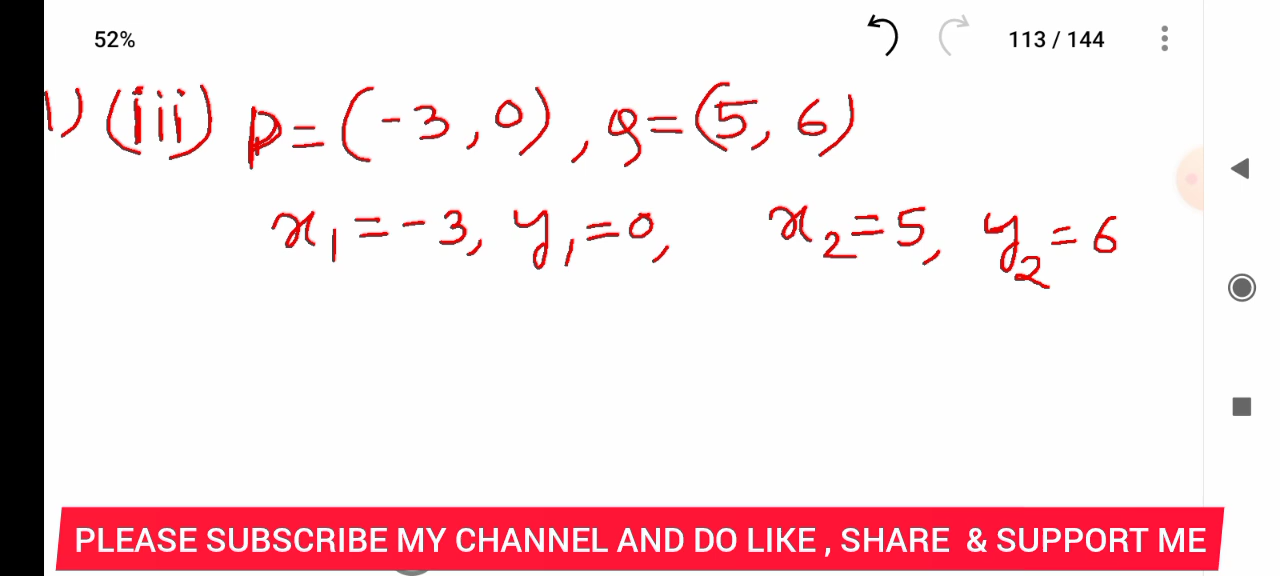 52% 113 / 144
1) (iii) P = (-3, 0), Q = (5, 6)
x₁ = -3, y₁ = 0, x₂ = 5, y₂ = 6
PLEASE SUBSCRIBE MY CHANNEL AND DO LIKE , SHARE & SUPPORT ME